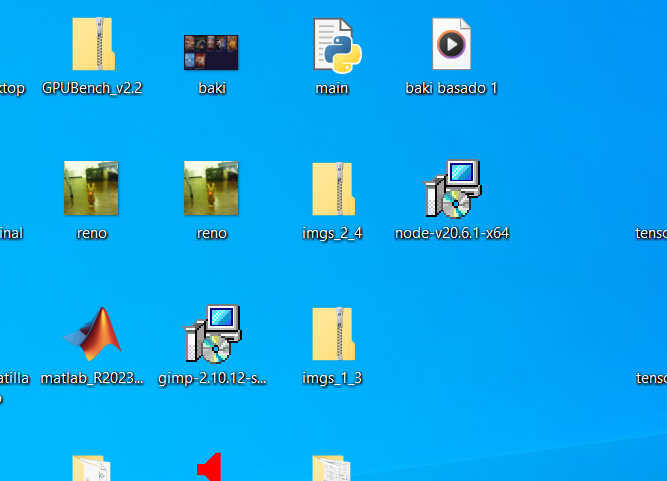 ktop GPUBench_v2.2 baki main baki basado 1
inal reno reno imgs_2_4 node-v20.6.1-x64 tenso
atilla matlab_R2023... gimp-2.10.12-s... imgs_1_3 tenso